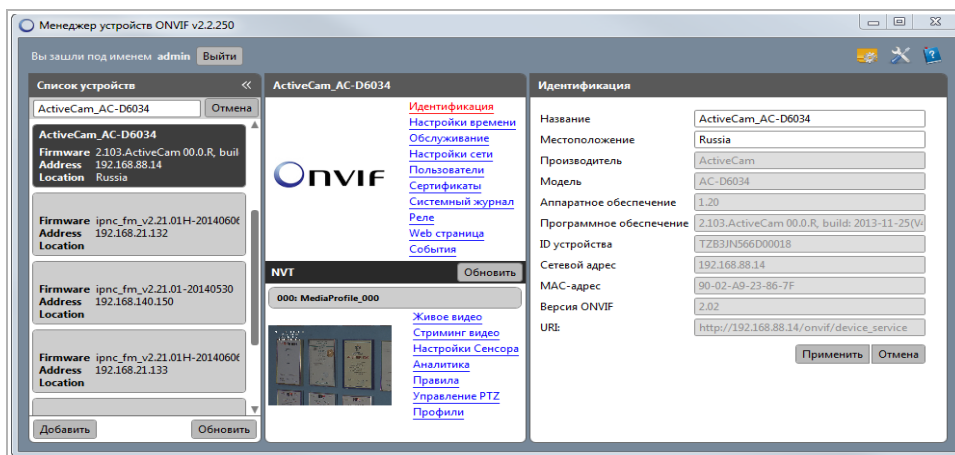 Менеджер устройств ONVIF v2.2.250
Вы зашли под именем admin Выйти
Список устройств «
ActiveCam_AC-D6034 Отмена
ActiveCam_AC-D6034
Firmware 2.103.ActiveCam 00.0.R, buil
Address 192.168.88.14
Location Russia
Firmware ipnc_fm_v2.21.01H-20140606
Address 192.168.21.132
Location
Firmware ipnc_fm_v2.21.01-20140530
Address 192.168.140.150
Location
Firmware ipnc_fm_v2.21.01H-20140606
Address 192.168.21.133
Location
Добавить Обновить
ActiveCam_AC-D6034
ONVIF
Идентификация
Настройки времени
Обслуживание
Настройки сети
Пользователи
Сертификаты
Системный журнал
Реле
Web страница
События
NVT Обновить
000: MediaProfile_000
Живое видео
Стриминг видео
Настройки Сенсора
Аналитика
Правила
Управление PTZ
Профили
Идентификация
Название ActiveCam_AC-D6034
Местоположение Russia
Производитель ActiveCam
Модель AC-D6034
Аппаратное обеспечение 1.20
Программное обеспечение 2.103.ActiveCam 00.0.R, build: 2013-11-25(V4
ID устройства TZB3JN566D00018
Сетевой адрес 192.168.88.14
MAC-адрес 90-02-A9-23-86-7F
Версия ONVIF 2.02
URI: http://192.168.88.14/onvif/device_service
Применить Отмена